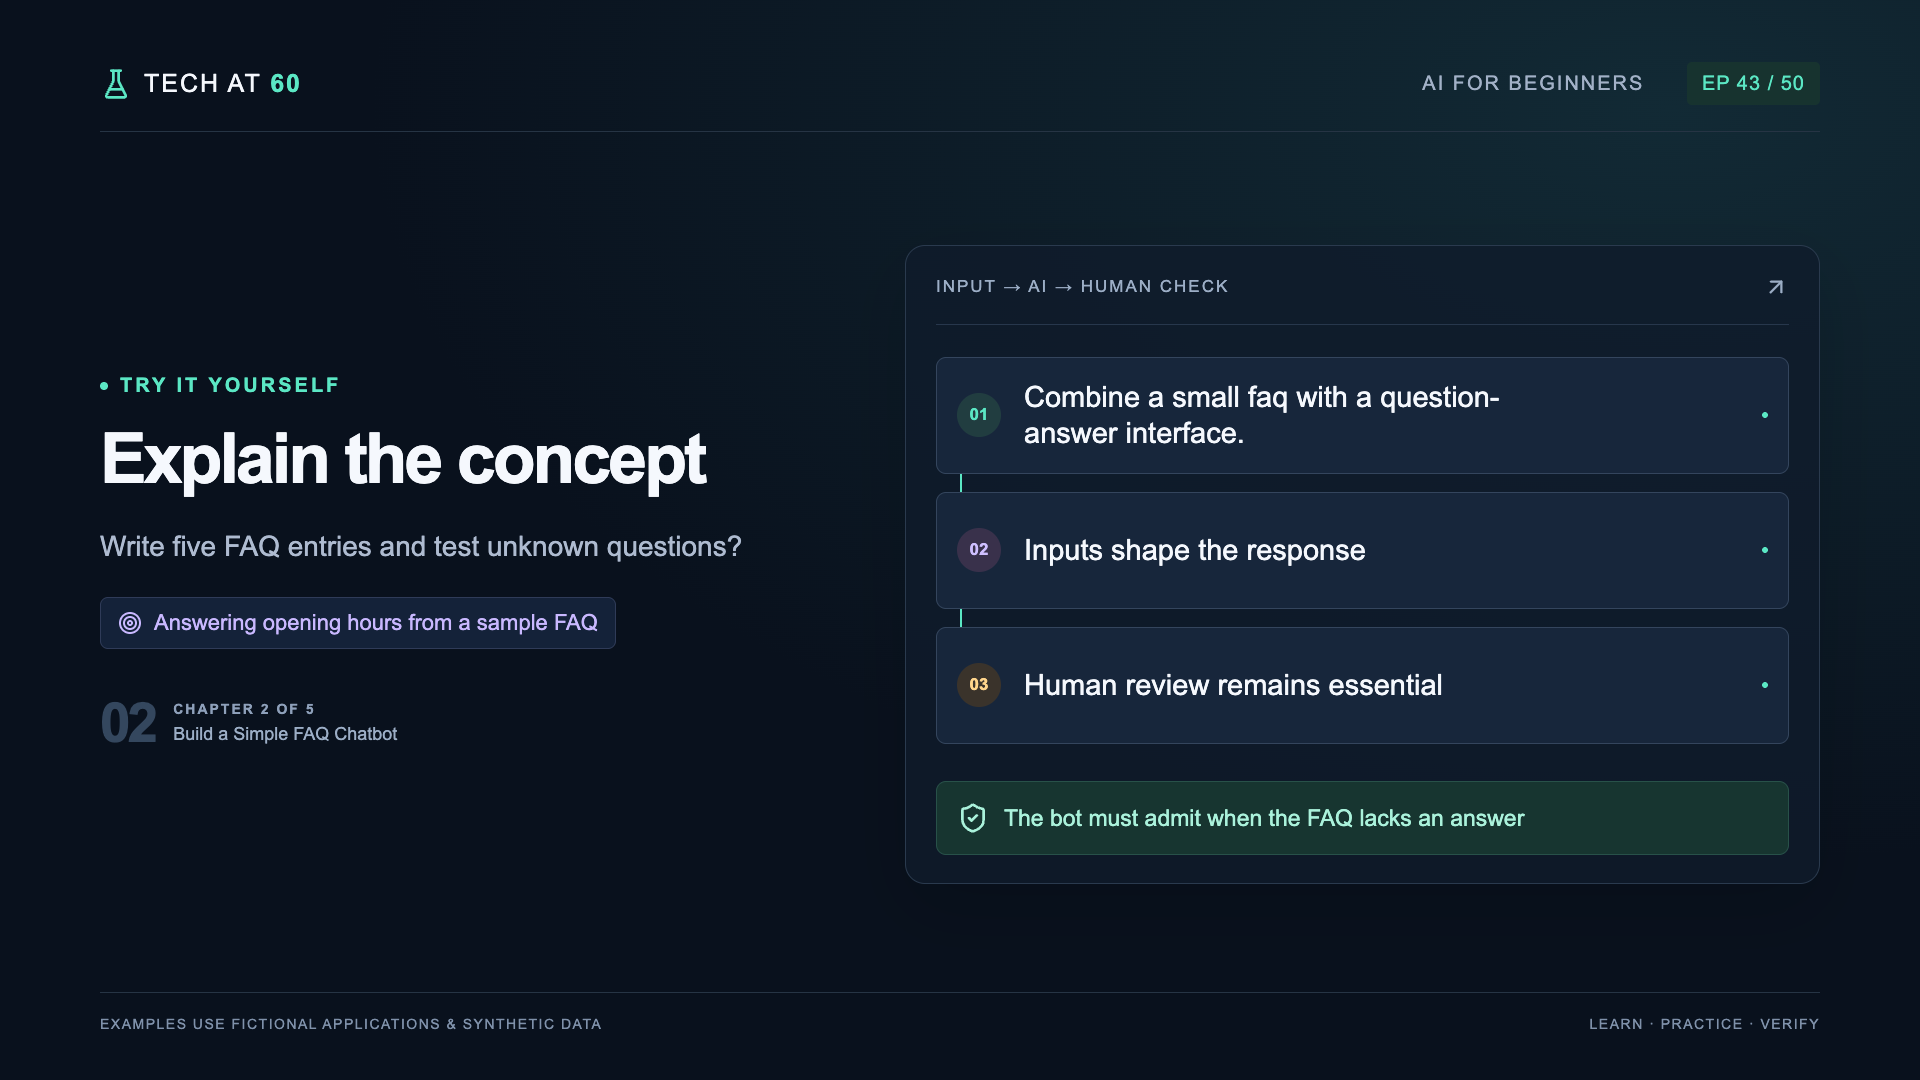 TECH AT 60
AI FOR BEGINNERS
EP 43 / 50
TRY IT YOURSELF
Explain the concept
Write five FAQ entries and test unknown questions?
Answering opening hours from a sample FAQ
02
CHAPTER 2 OF 5
Build a Simple FAQ Chatbot
INPUT → AI → HUMAN CHECK
01
Combine a small faq with a question-
answer interface.
02
Inputs shape the response
03
Human review remains essential
The bot must admit when the FAQ lacks an answer
EXAMPLES USE FICTIONAL APPLICATIONS & SYNTHETIC DATA
LEARN · PRACTICE · VERIFY